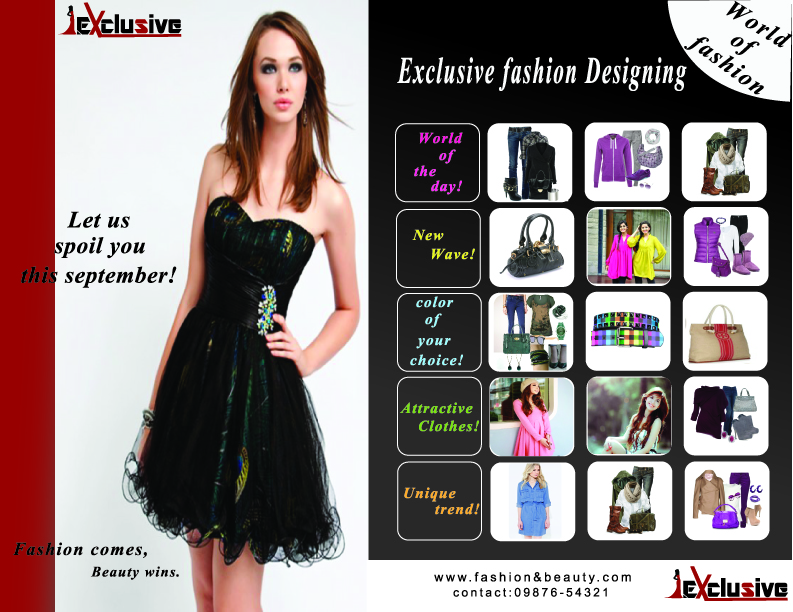 Exclusive
Let us
spoil you
this september!
Fashion comes,
Beauty wins.
World
of
fashion
Exclusive fashion Designing
World
of
the
day!
New
Wave!
color
of
your
choice!
Attractive
Clothes!
Unique
trend!
www.fashion&beauty.com
contact:09876-54321
Exclusive